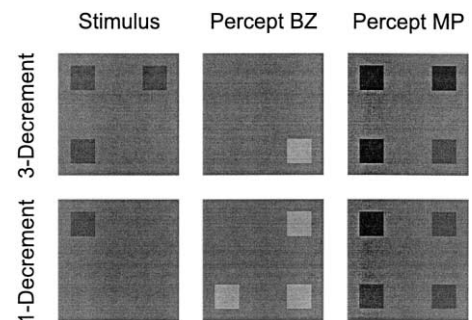 Stimulus Percept BZ Percept MP
3-Decrement
1-Decrement